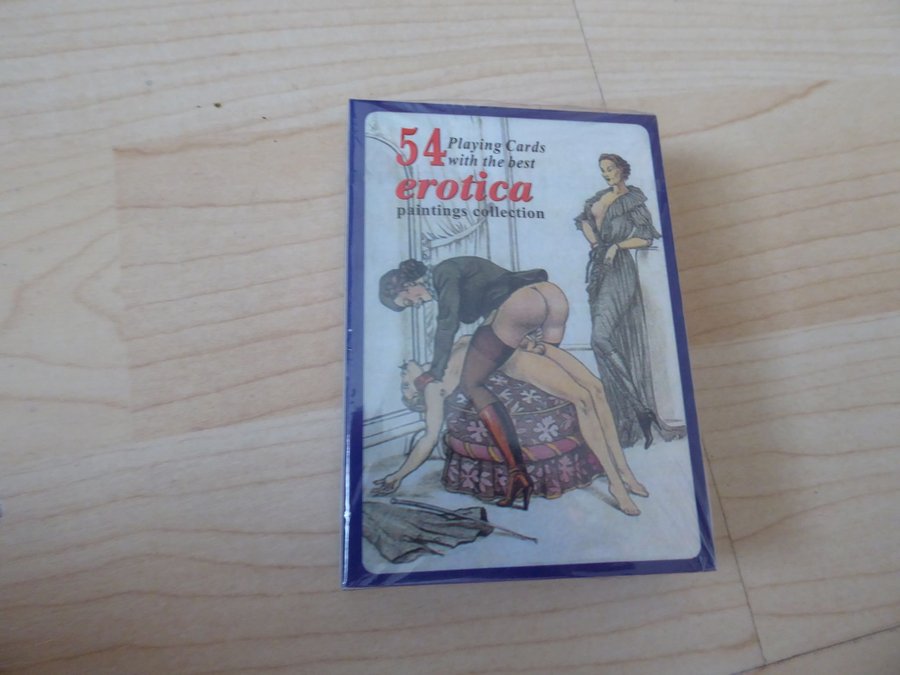 54 Playing Cards
with the best
erotica
paintings collection